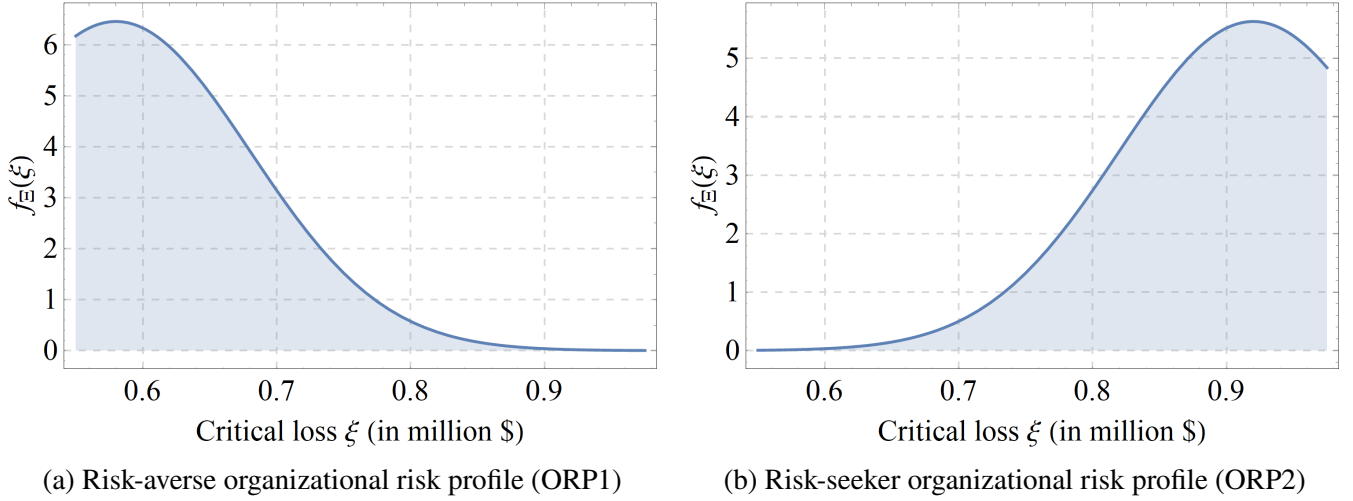 6
5
4
3
2
1
0
f_Ξ(ξ)
0.6 0.7 0.8 0.9
Critical loss ξ (in million $)
(a) Risk-averse organizational risk profile (ORP1)
5
4
3
2
1
0
f_Ξ(ξ)
0.6 0.7 0.8 0.9
Critical loss ξ (in million $)
(b) Risk-seeker organizational risk profile (ORP2)